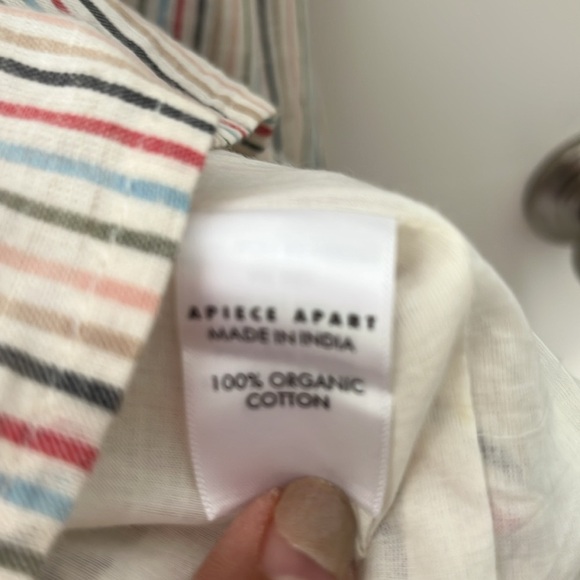 APIECE APART
MADE IN INDIA
100% ORGANIC
COTTON